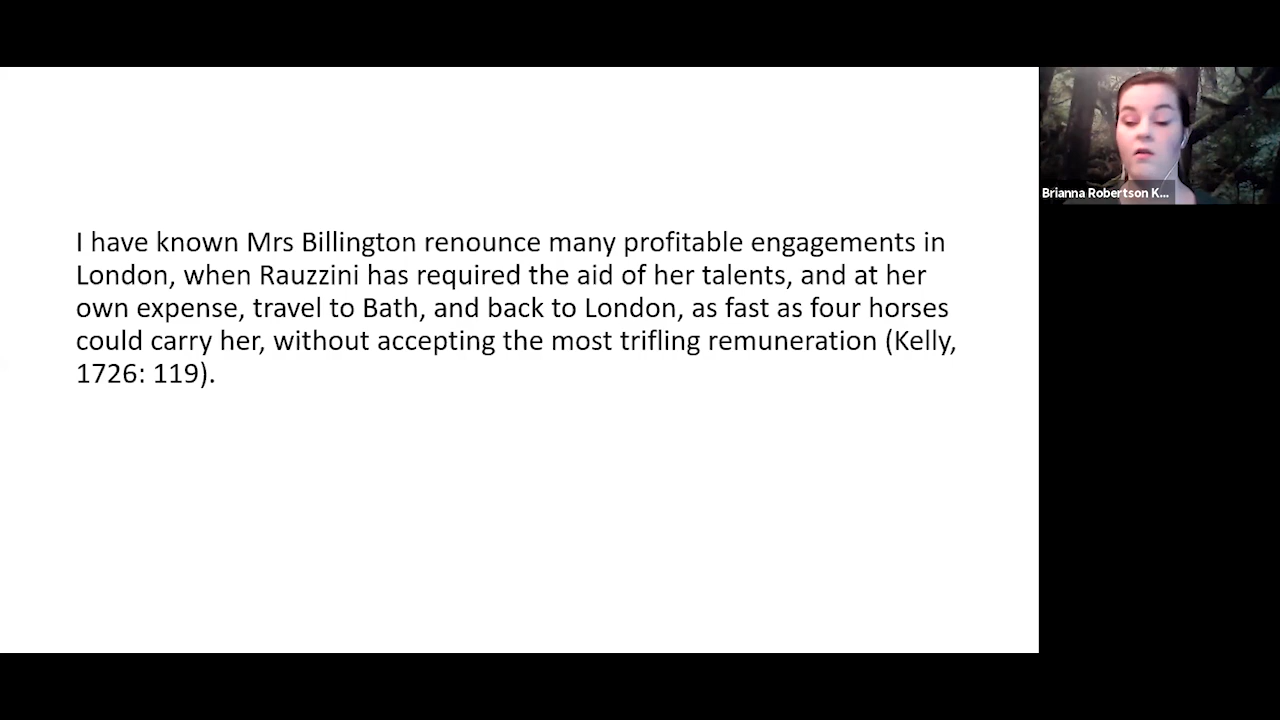 I have known Mrs Billington renounce many profitable engagements in
London, when Rauzzini has required the aid of her talents, and at her
own expense, travel to Bath, and back to London, as fast as four horses
could carry her, without accepting the most trifling remuneration (Kelly,
1726: 119).
Brianna Robertson K...